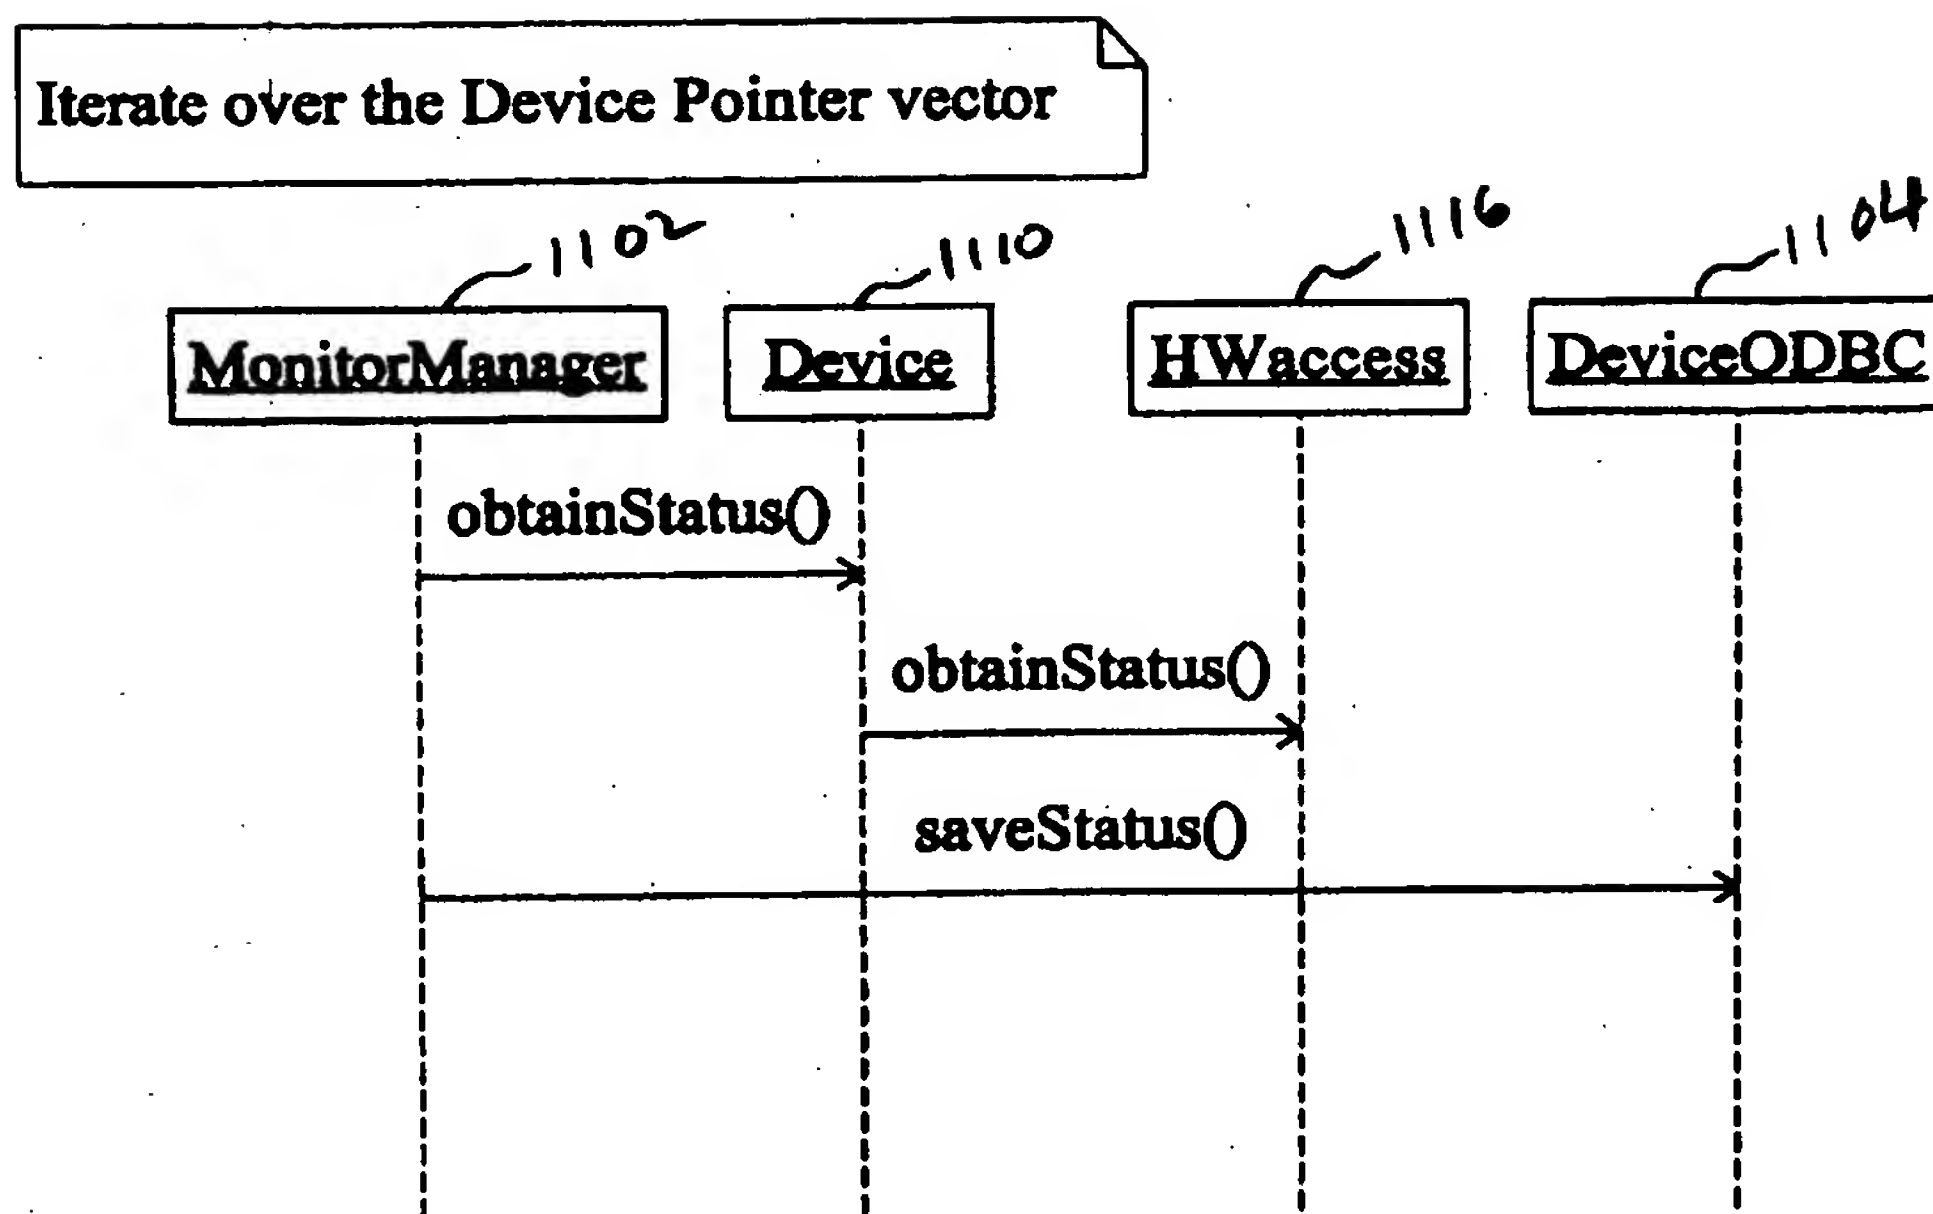 Iterate over the Device Pointer vector
1102 1110 1116 1104
MonitorManager Device HWaccess DeviceODBC
obtainStatus()
obtainStatus()
saveStatus()